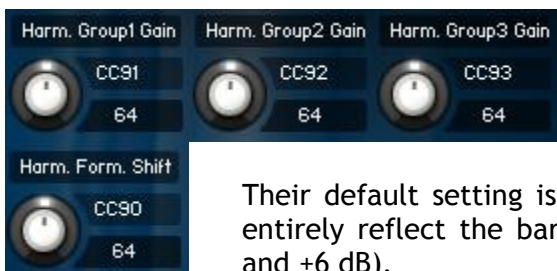 Harm. Group1 Gain
CC91
64
Harm. Group2 Gain
CC92
64
Harm. Group3 Gain
CC93
64
Harm. Form. Shift
CC90
64
Their default setting is
entirely reflect the bar
and +6 dB).